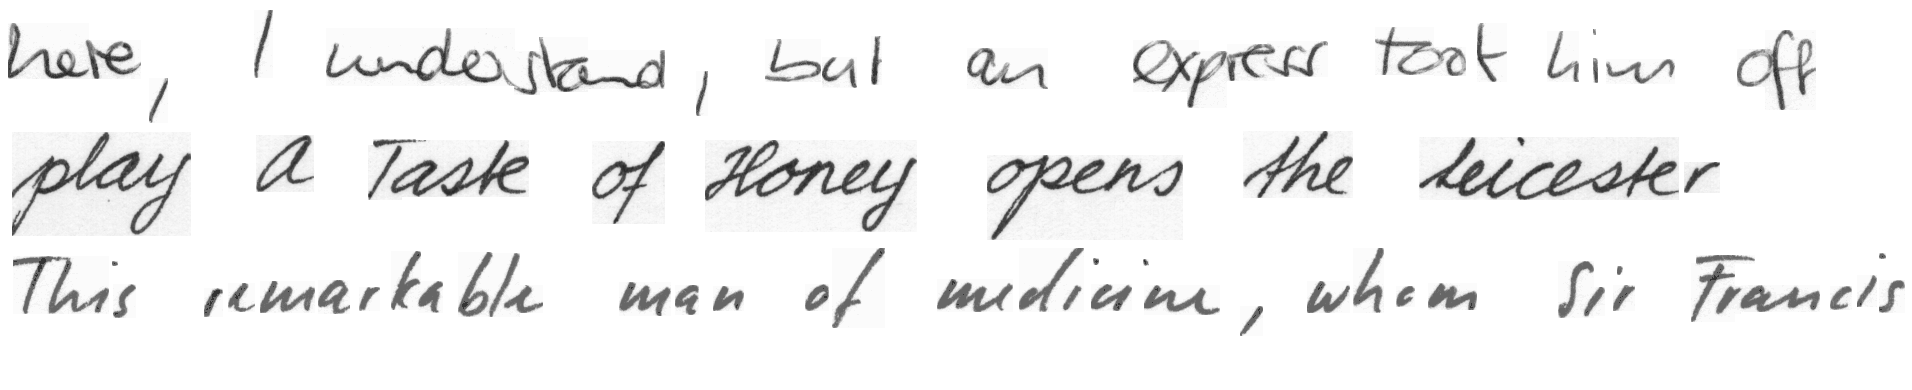 here, I understand, but an express took him off
play A Taste of Honey opens the Leicester
This remarkable man of medicine, whom Sir Francis